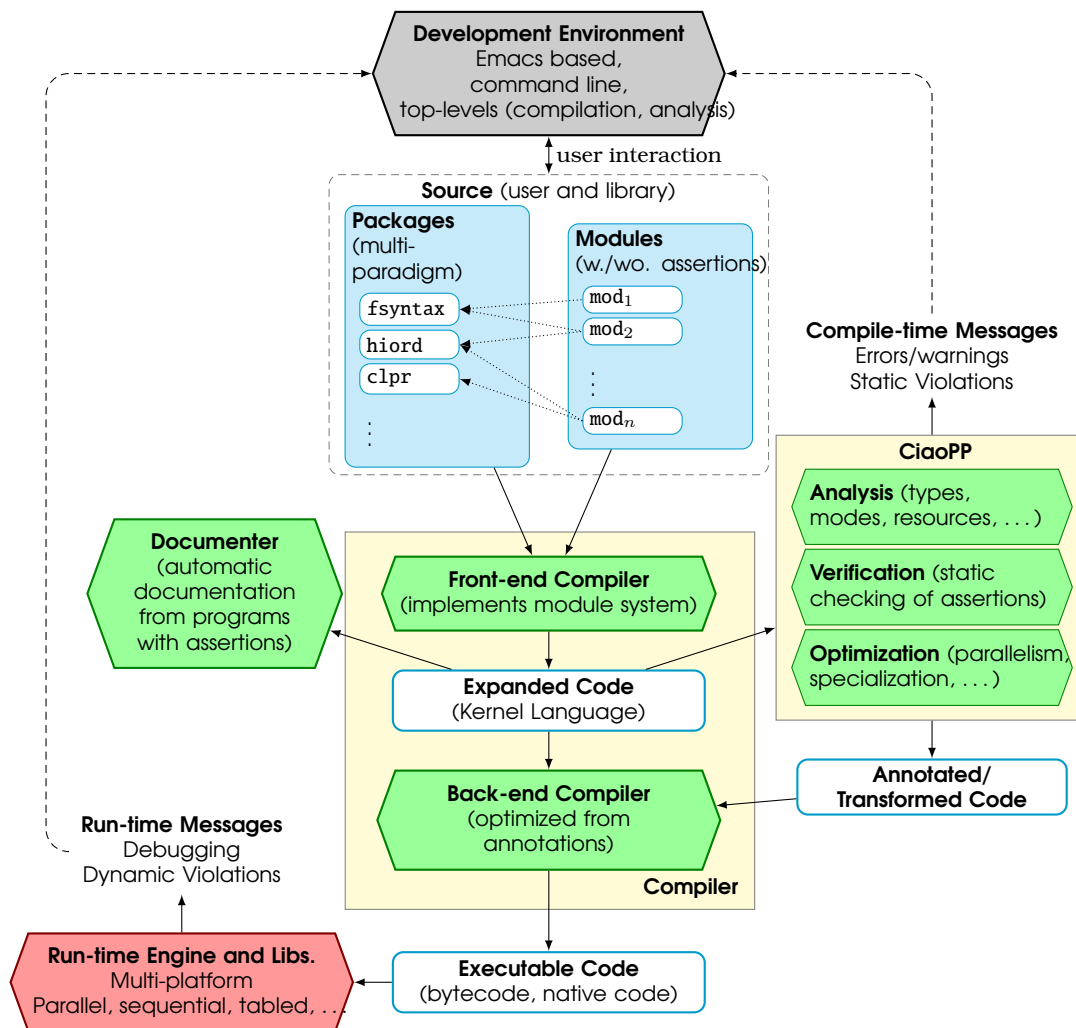 Development Environment
Emacs based,
command line,
top-levels (compilation, analysis)
user interaction
Source (user and library)
Packages
(multi-
paradigm)
fsyntax
hiord
clpr
⋮
Modules
(w./wo. assertions)
mod₁
mod₂
⋮
modₙ
Compile-time Messages
Errors/warnings
Static Violations
CiaoPP
Analysis (types,
modes, resources, . . . )
Verification (static
checking of assertions)
Optimization (parallelism,
specialization, . . . )
Documenter
(automatic
documentation
from programs
with assertions)
Front-end Compiler
(implements module system)
Expanded Code
(Kernel Language)
Back-end Compiler
(optimized from
annotations)
Compiler
Annotated/
Transformed Code
Run-time Messages
Debugging
Dynamic Violations
Run-time Engine and Libs.
Multi-platform
Parallel, sequential, tabled, . . .
Executable Code
(bytecode, native code)